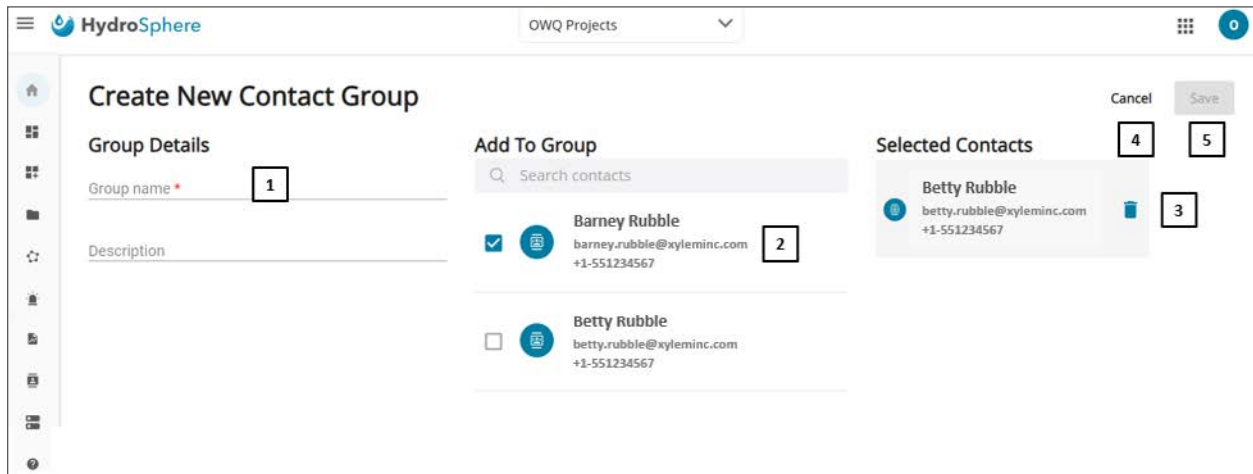 HydroSphere
OWQ Projects
O
Create New Contact Group
Cancel
Save
Group Details
Add To Group
Selected Contacts
4
5
Group name *
1
Search contacts
Betty Rubble
betty.rubble@xyleminc.com
+1-551234567
3
Barney Rubble
barney.rubble@xyleminc.com
+1-551234567
2
Description
Betty Rubble
betty.rubble@xyleminc.com
+1-551234567